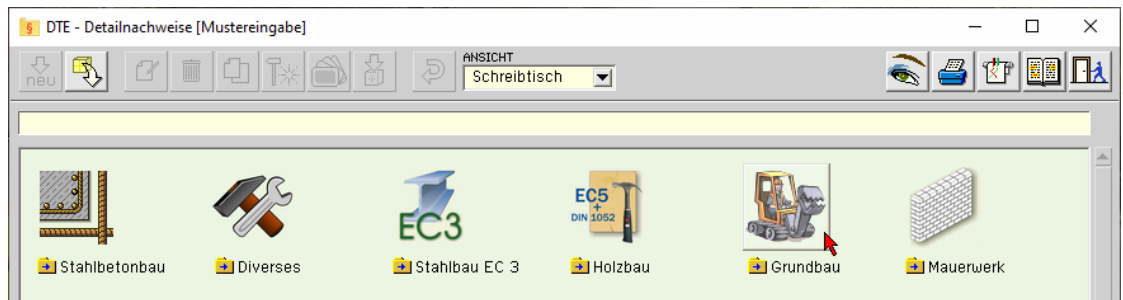 § DTE - Detailnachweise [Mustereingabe]
neu
ANSICHT
Schreibtisch
EC3
EC5
+
DIN 1052
Stahlbetonbau
Diverses
Stahlbau EC 3
Holzbau
Grundbau
Mauerwerk